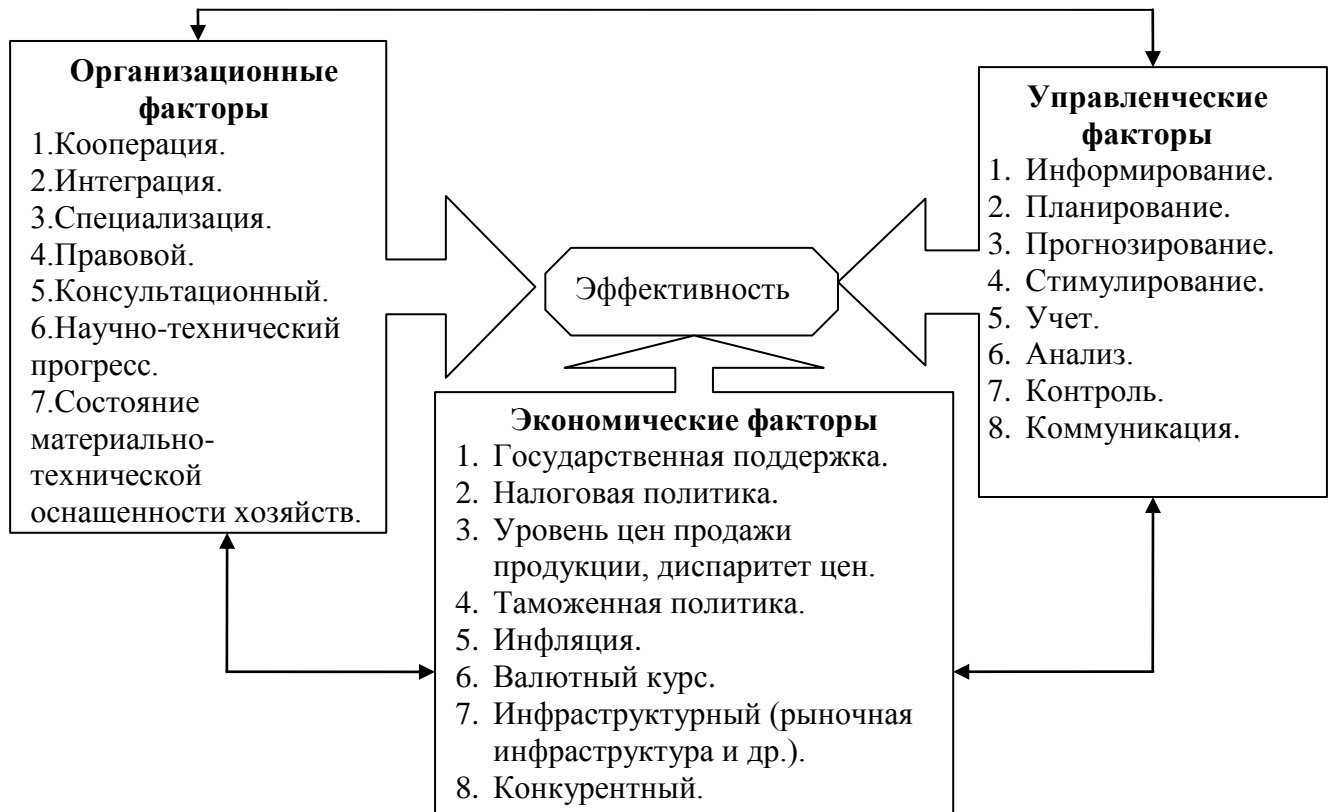 Организационные
факторы
1.Кооперация.
2.Интеграция.
3.Специализация.
4.Правовой.
5.Консультационный.
6.Научно-технический
прогресс.
7.Состояние
материально-
технической
оснащенности хозяйств.
Эффективность
Управленческие
факторы
1. Информирование.
2. Планирование.
3. Прогнозирование.
4. Стимулирование.
5. Учет.
6. Анализ.
7. Контроль.
8. Коммуникация.
Экономические факторы
1. Государственная поддержка.
2. Налоговая политика.
3. Уровень цен продажи
продукции, диспаритет цен.
4. Таможенная политика.
5. Инфляция.
6. Валютный курс.
7. Инфраструктурный (рыночная
инфраструктура и др.).
8. Конкурентный.